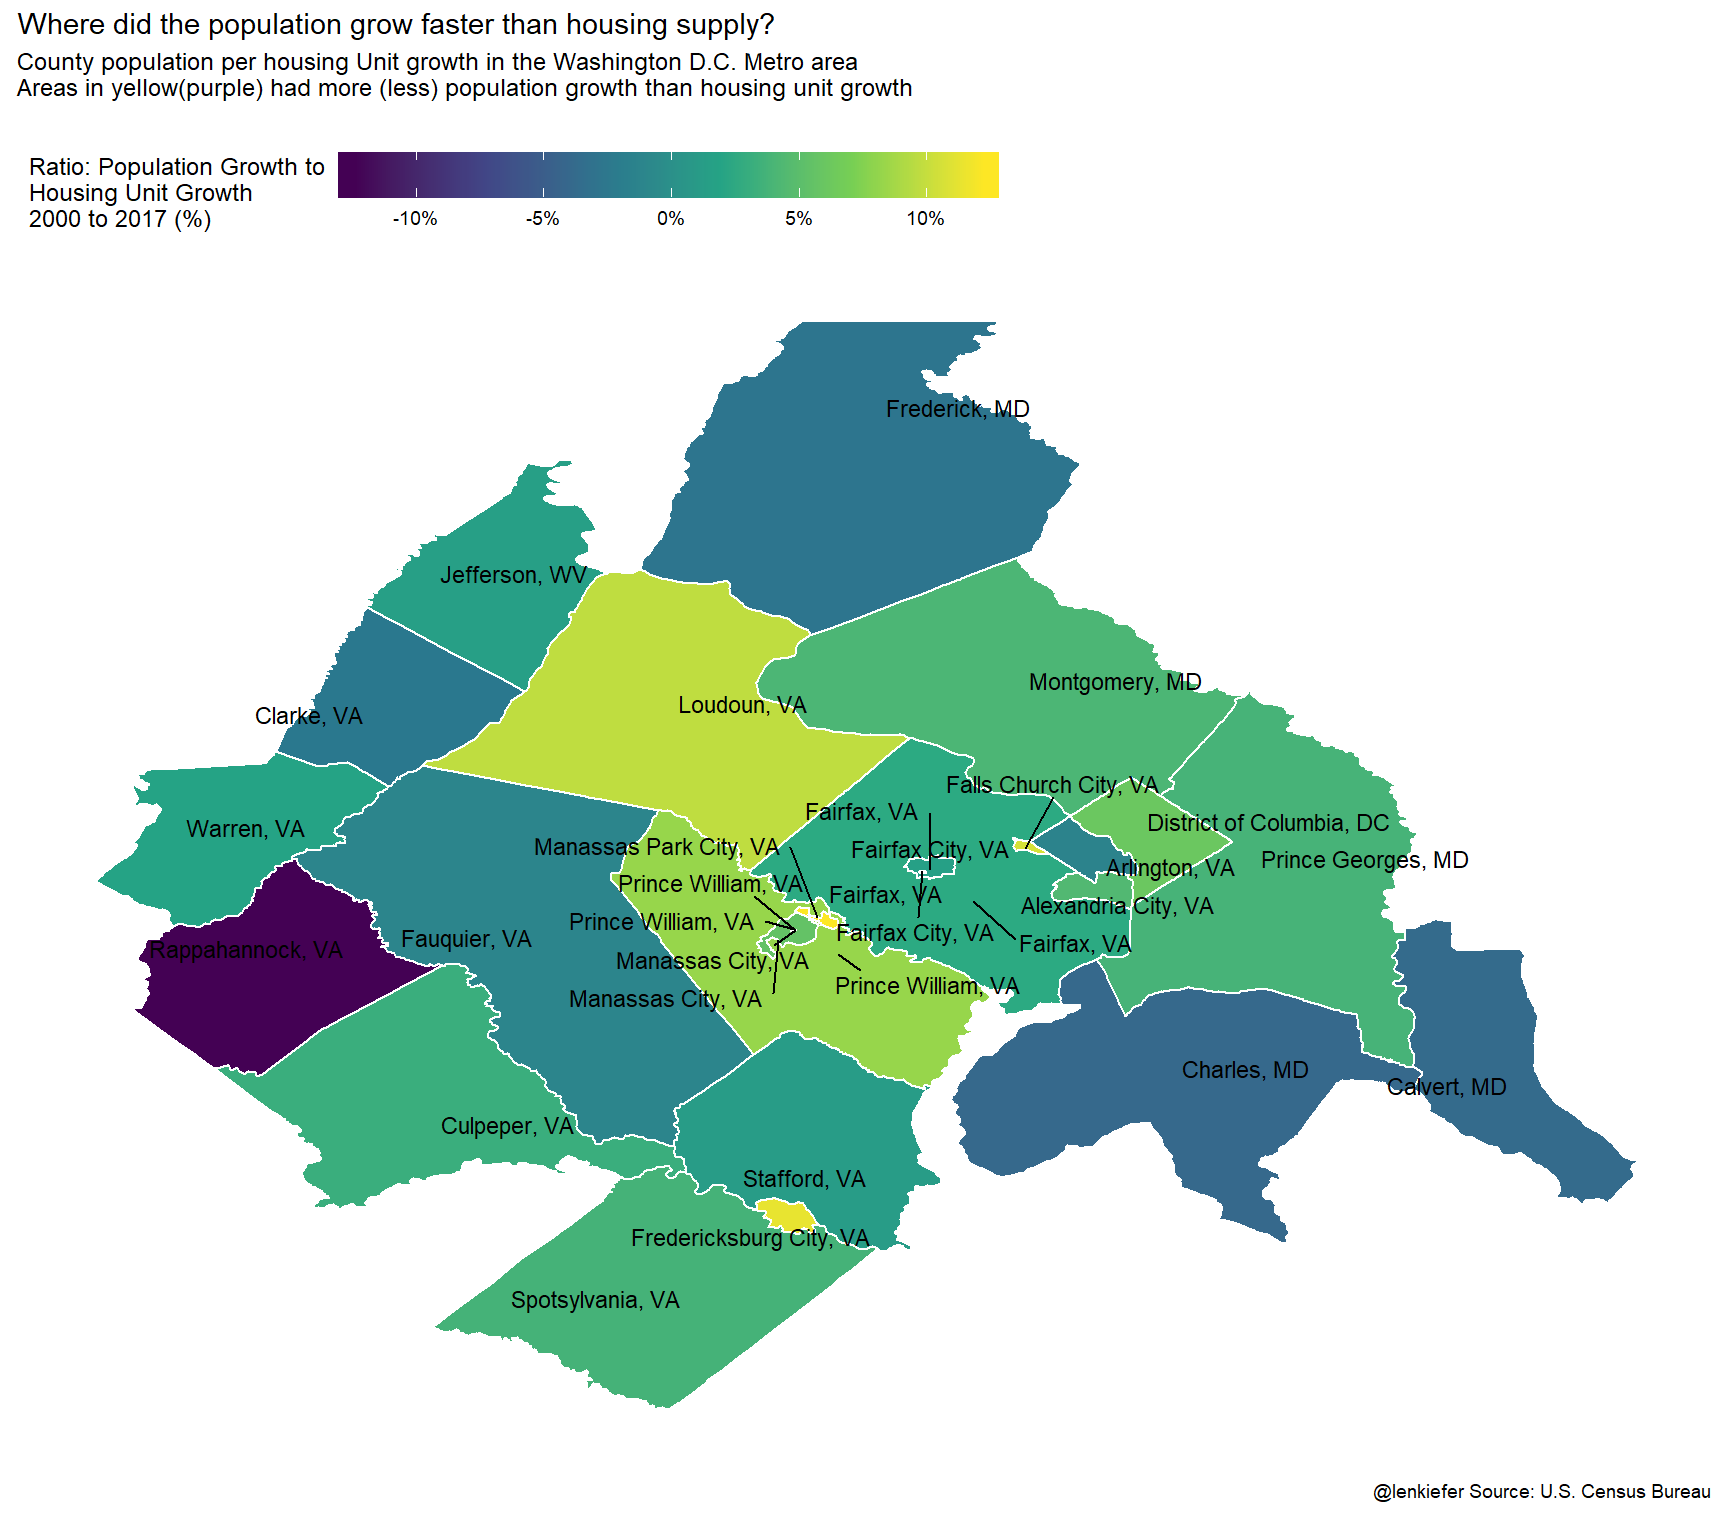 Where did the population grow faster than housing supply?
County population per housing Unit growth in the Washington D.C. Metro area
Areas in yellow(purple) had more (less) population growth than housing unit growth
Ratio: Population Growth to
Housing Unit Growth
2000 to 2017 (%)
-10%
-5%
0%
5%
10%
Frederick, MD
Jefferson, WV
Montgomery, MD
Loudoun, VA
Clarke, VA
Falls Church City, VA
Fairfax, VA
District of Columbia, DC
Warren, VA
Manassas Park City, VA
Fairfax City, VA
Prince Georges, MD
Arlington, VA
Prince William, VA
Fairfax, VA
Alexandria City, VA
Prince William, VA
Fairfax City, VA
Fauquier, VA
Fairfax, VA
Rappahannock, VA
Manassas City, VA
Prince William, VA
Manassas City, VA
Charles, MD
Calvert, MD
Culpeper, VA
Stafford, VA
Fredericksburg City, VA
Spotsylvania, VA
@lenkiefer Source: U.S. Census Bureau